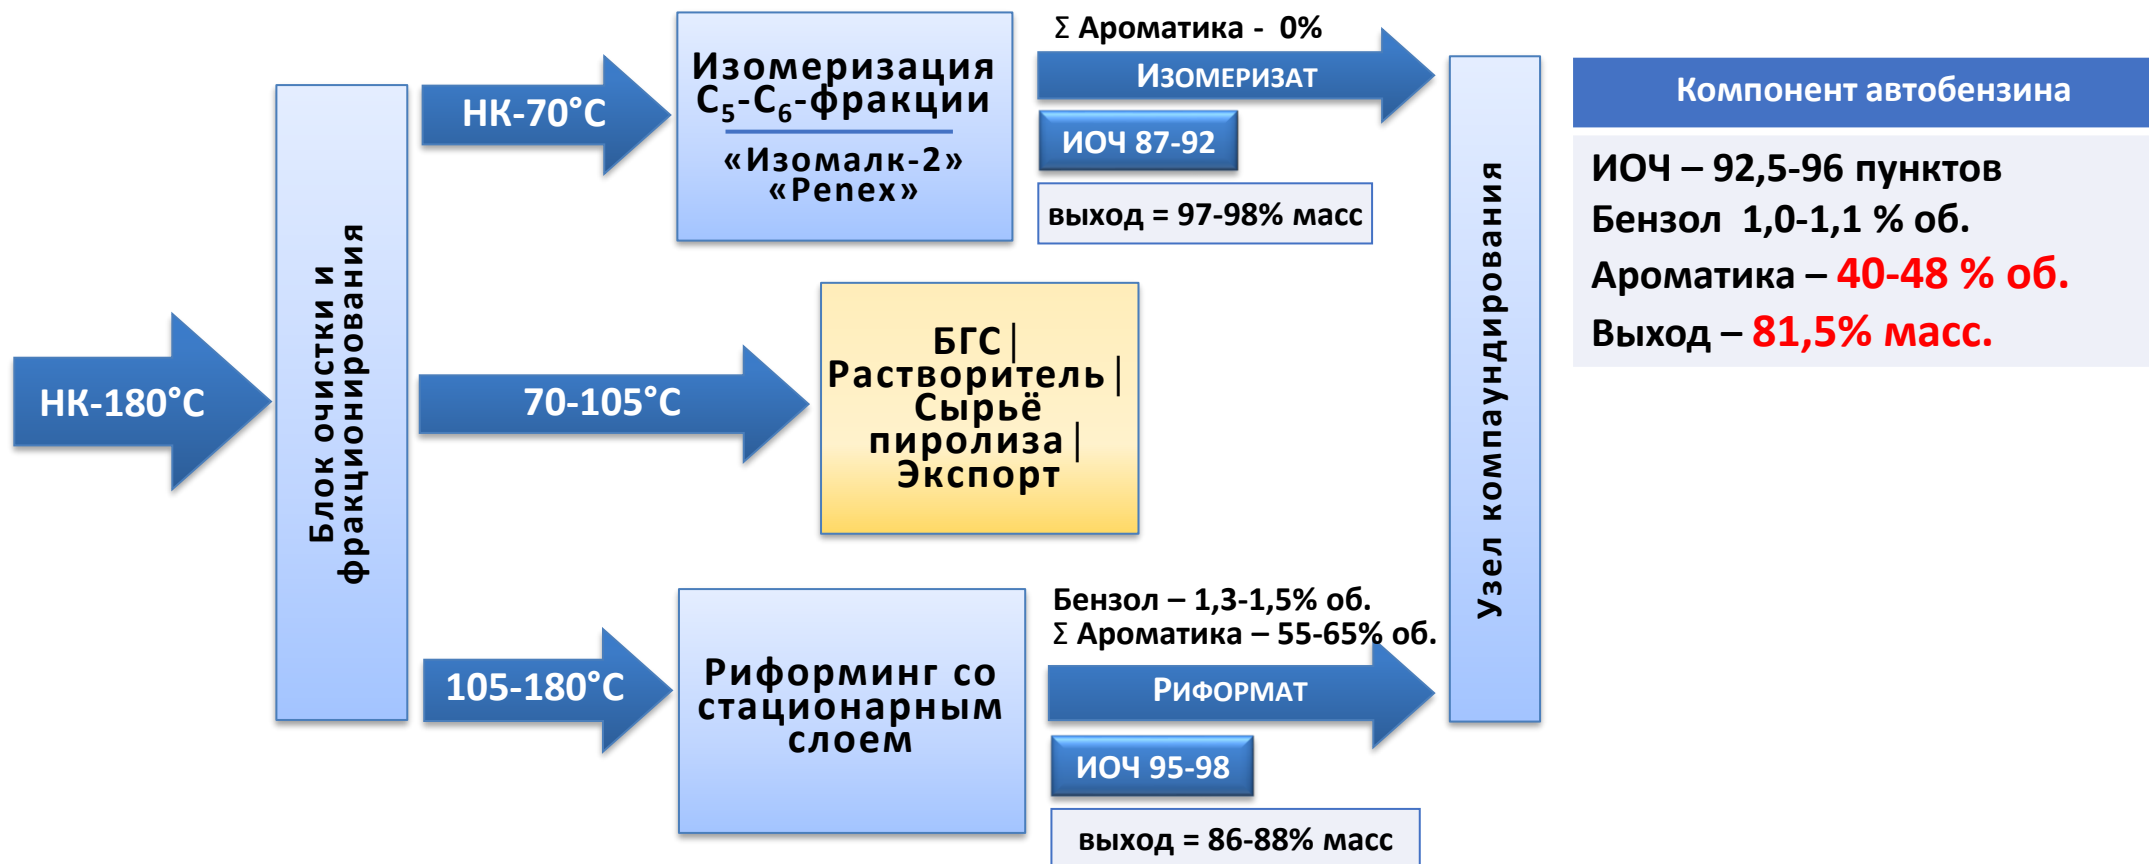 НК-180°С
Блок очистки и
фракционирования
НК-70°С
Изомеризация
С5-С6-фракции
«Изомалк-2»
«Penex»
Σ Ароматика - 0%
Изомеризат
ИОЧ 87-92
выход = 97-98% масс
70-105°С
БГС|
Растворитель|
Сырьё
пиролиза|
Экспорт
105-180°С
Риформинг со
стационарным
слоем
Бензол – 1,3-1,5% об.
Σ Ароматика – 55-65% об.
Риформат
ИОЧ 95-98
выход = 86-88% масс
Узел компаундирования
Компонент автобензина
ИОЧ – 92,5-96 пунктов
Бензол 1,0-1,1 % об.
Ароматика – 40-48 % об.
Выход – 81,5% масс.